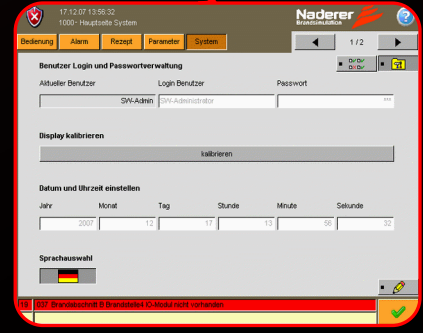 17.12.07 13:56:32
1000 - Hauptseite System
Naderer
Brandsimulation
Bedienung Alarm Rezept Parameter System 1 / 2
Benutzer Login und Passwortverwaltung
Aktueller Benutzer Login Benutzer Passwort
SW-Admin SW-Administrator ***
Display kalibrieren
kalibrieren
Datum und Uhrzeit einstellen
Jahr Monat Tag Stunde Minute Sekunde
2007 12 17 13 56 32
Sprachauswahl
19 037: Brandabschnitt B Brandstelle4 IO-Modul nicht vorhanden